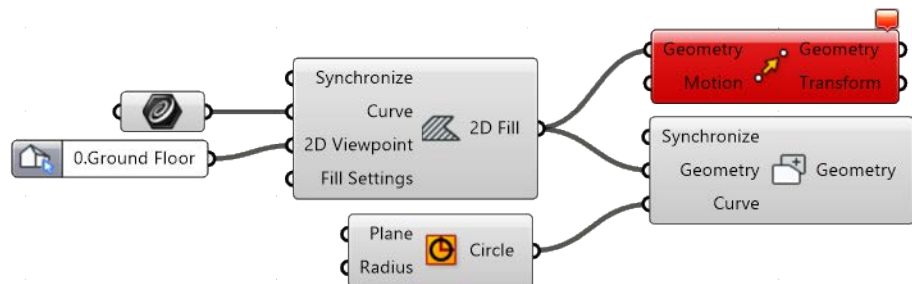 Synchronize
Curve
2D Viewpoint
Fill Settings
2D Fill
0.Ground Floor
Geometry
Motion
Geometry
Transform
Synchronize
Geometry
Curve
Geometry
Plane
Radius
Circle